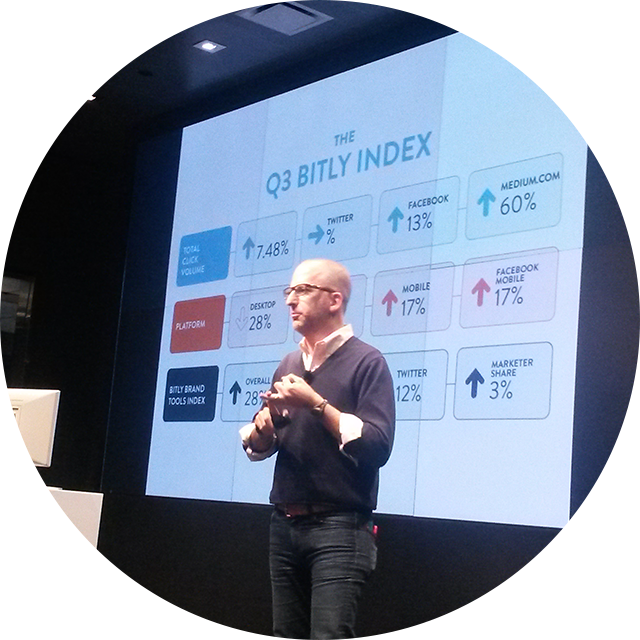 THE
Q3 BITLY INDEX
TOTAL
CLICK
VOLUME
7.48%
TWITTER
%
FACEBOOK
13%
MEDIUM.COM
60%
PLATFORM
DESKTOP
28%
MOBILE
17%
FACEBOOK
MOBILE
17%
BITLY BRAND
TOOLS INDEX
OVERALL
28%
TWITTER
12%
MARKETER
SHARE
3%